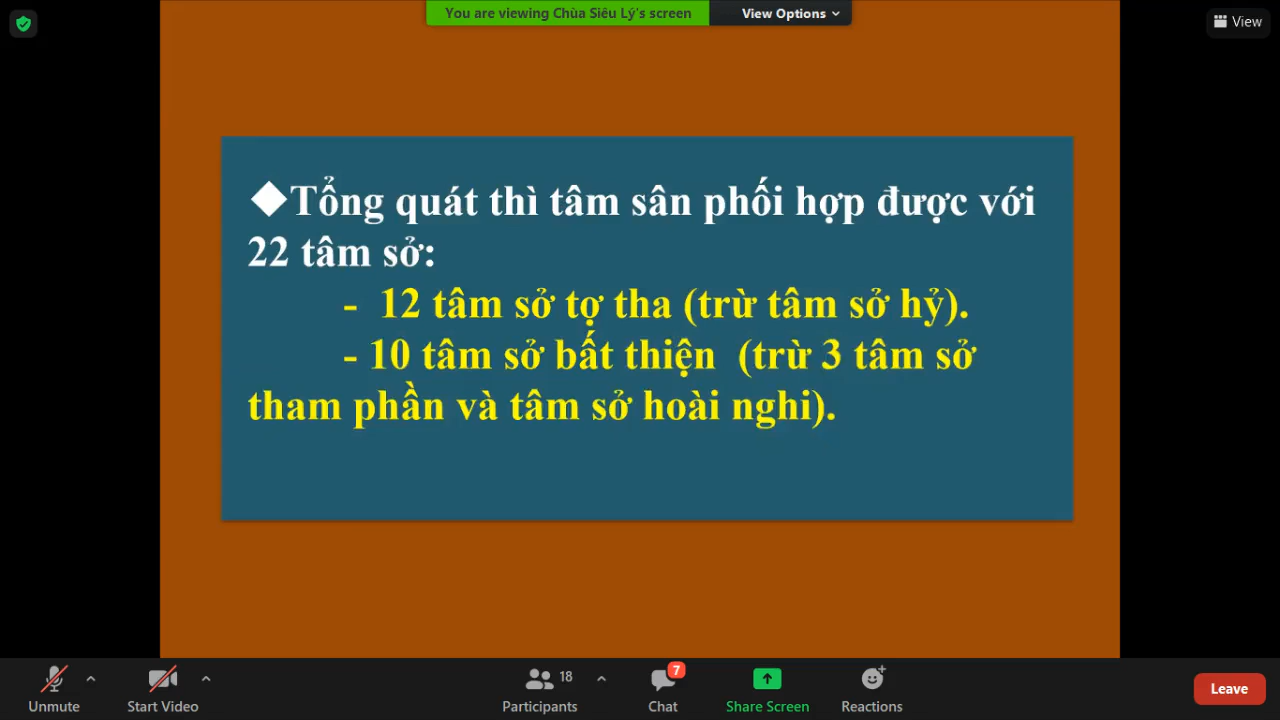 You are viewing Chùa Siêu Lý's screen
View Options
View
◆Tổng quát thì tâm sân phối hợp được với
22 tâm sở:
- 12 tâm sở tợ tha (trừ tâm sở hỷ).
- 10 tâm sở bất thiện (trừ 3 tâm sở
tham phần và tâm sở hoài nghi).
Unmute
Start Video
Participants
18
Chat
7
Share Screen
Reactions
Leave